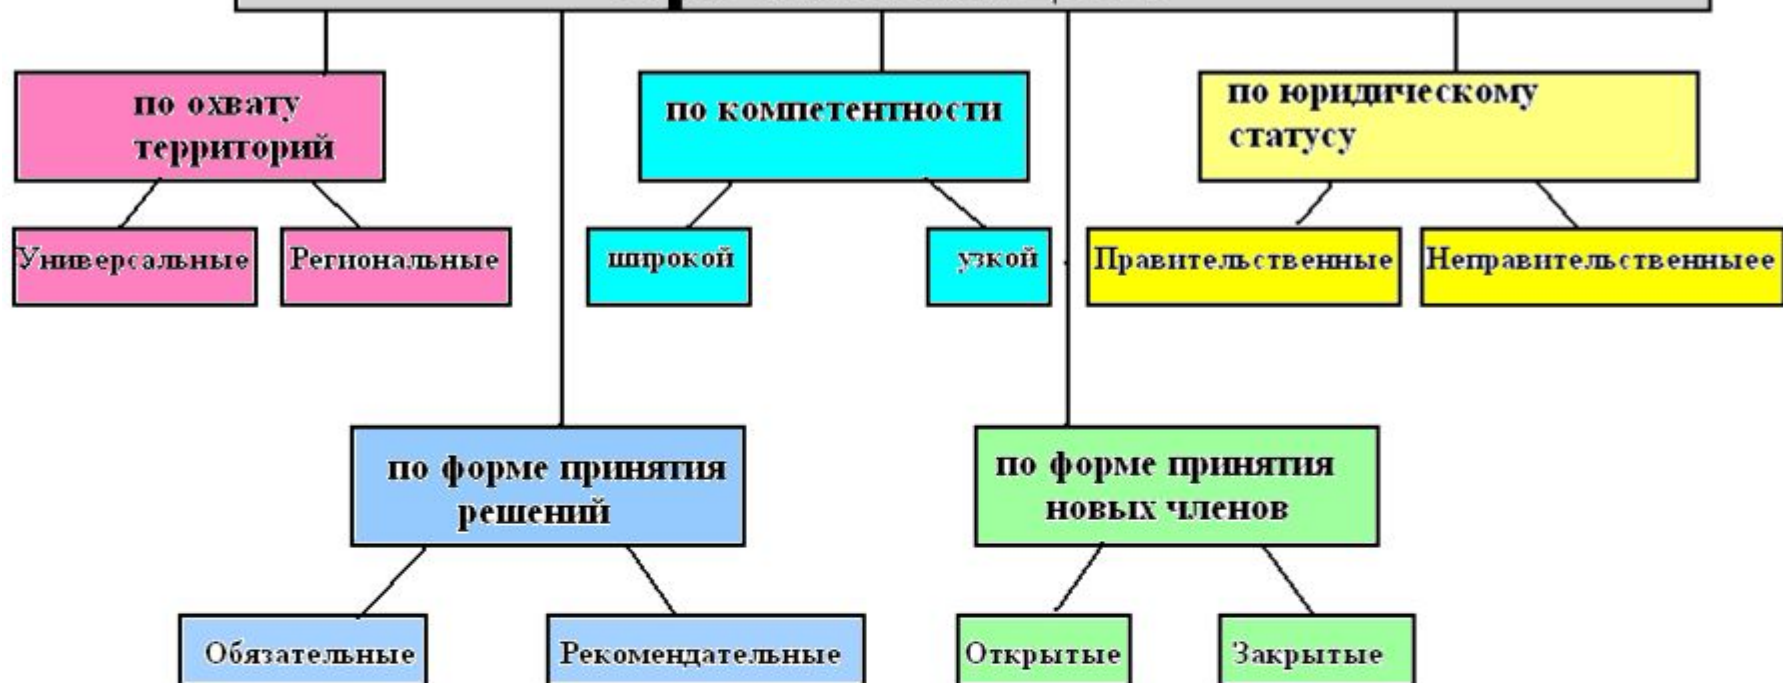 по охвату
территорий
по компетентности
по юридическому
статусу
Универсальные
Региональные
широкой
узкой
Правительственные
Неправительственныее
по форме принятия
решений
по форме принятия
новых членов
Обязательные
Рекомендательные
Открытые
Закрытые